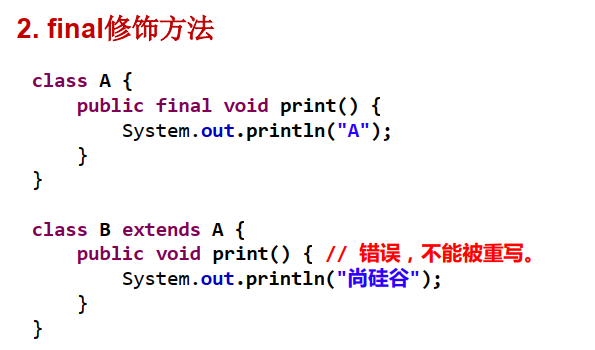 2. final修饰方法
class A {
    public final void print() {
        System.out.println("A");
    }
}
class B extends A {
    public void print() { // 错误，不能被重写。
        System.out.println("尚硅谷");
    }
}